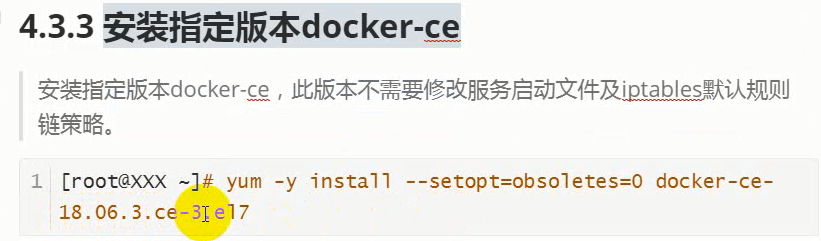 4.3.3 安装指定版本docker-ce
安装指定版本docker-ce，此版本不需要修改服务启动文件及iptables默认规则
链策略。
1 [root@XXX ~]# yum -y install --setopt=obsoletes=0 docker-ce-
18.06.3.ce-3.el7